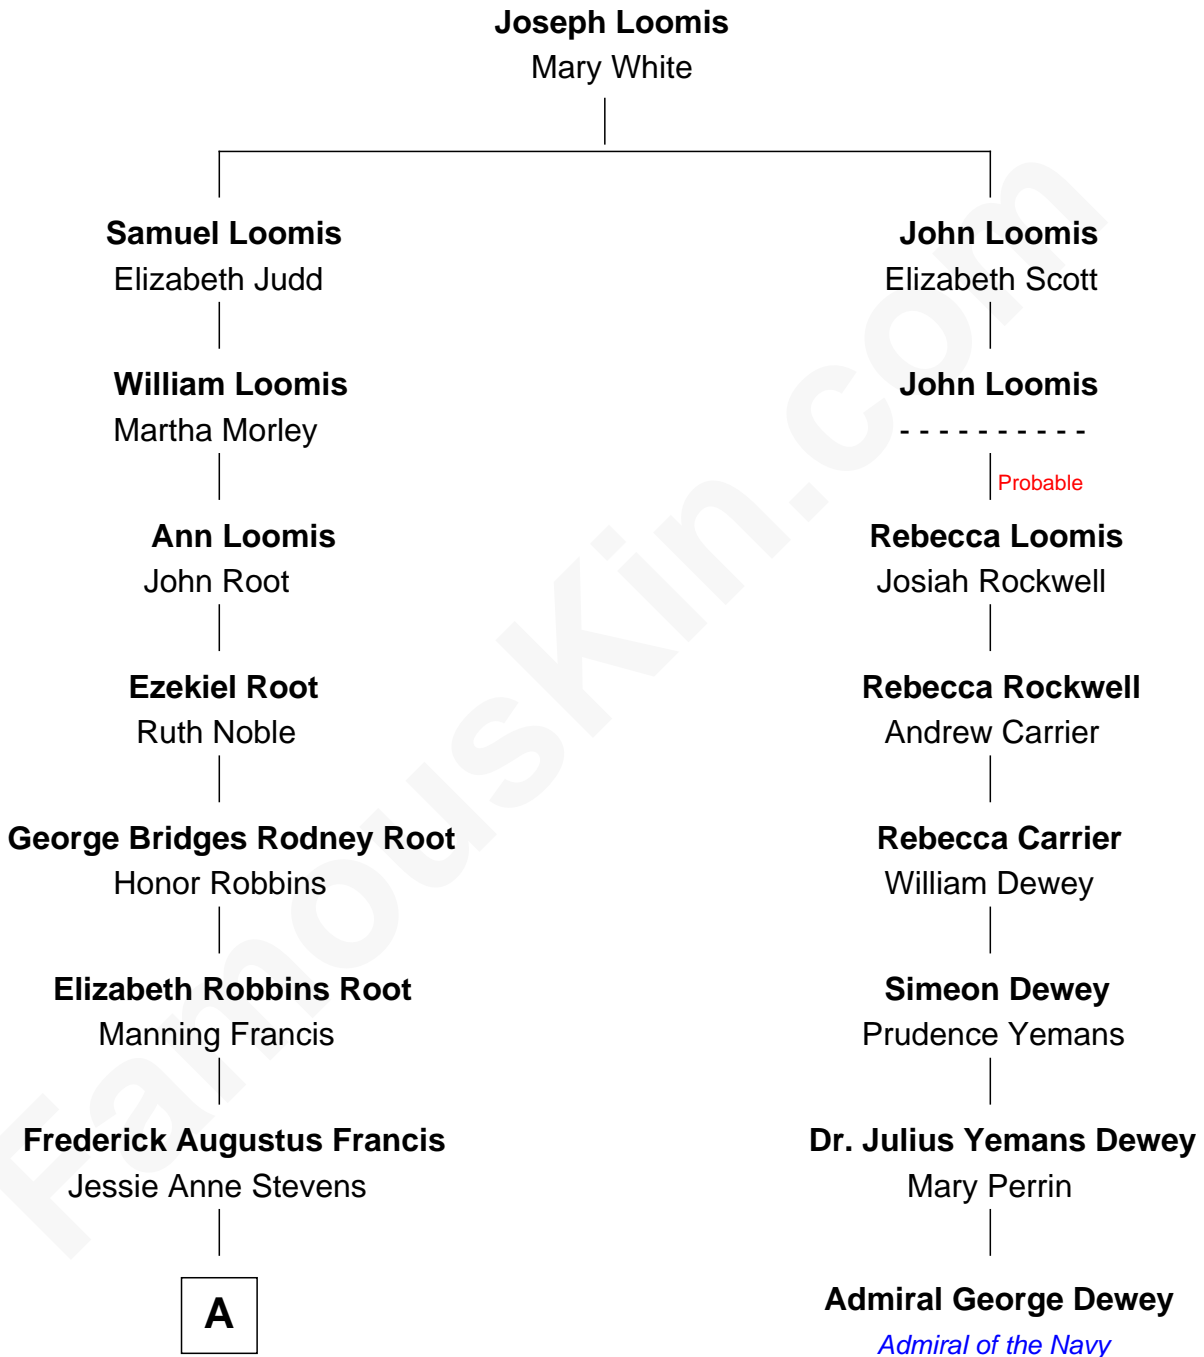 Joseph Loomis
Mary White
Samuel Loomis
Elizabeth Judd
John Loomis
Elizabeth Scott
William Loomis
Martha Morley
John Loomis
- - - - - - - - - -
Probable
Ann Loomis
John Root
Rebecca Loomis
Josiah Rockwell
Ezekiel Root
Ruth Noble
Rebecca Rockwell
Andrew Carrier
George Bridges Rodney Root
Honor Robbins
Rebecca Carrier
William Dewey
Elizabeth Robbins Root
Manning Francis
Simeon Dewey
Prudence Yemans
Frederick Augustus Francis
Jessie Anne Stevens
Dr. Julius Yemans Dewey
Mary Perrin
A
Admiral George Dewey
Admiral of the Navy
FamousKin.com